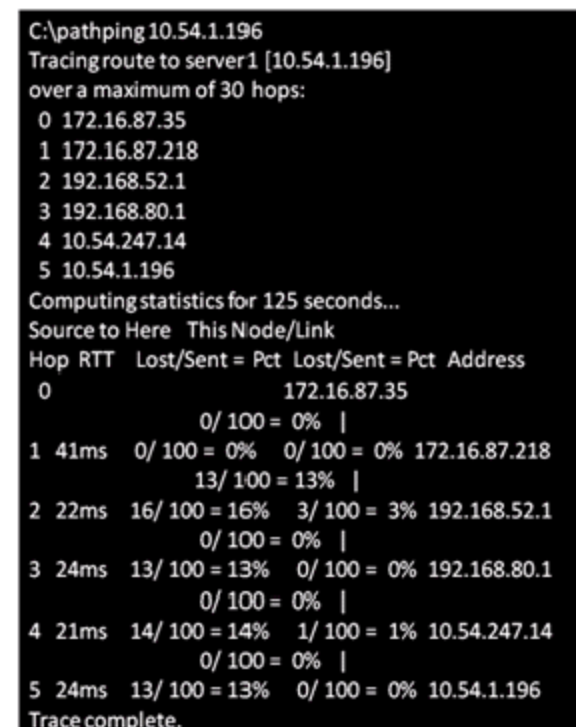 C:\pathping 10.54.1.196
Tracing route to server1 [10.54.1.196]
over a maximum of 30 hops:
0 172.16.87.35
1 172.16.87.218
2 192.168.52.1
3 192.168.80.1
4 10.54.247.14
5 10.54.1.196
Computing statistics for 125 seconds...
Source to Here This Node/Link
Hop RTT Lost/Sent = Pct Lost/Sent = Pct Address
0 172.16.87.35
0/ 100 = 0% |
1 41ms 0/ 100 = 0% 0/ 100 = 0% 172.16.87.218
13/ 100 = 13% |
2 22ms 16/ 100 = 16% 3/ 100 = 3% 192.168.52.1
0/ 100 = 0% |
3 24ms 13/ 100 = 13% 0/ 100 = 0% 192.168.80.1
0/ 100 = 0% |
4 21ms 14/ 100 = 14% 1/ 100 = 1% 10.54.247.14
0/ 100 = 0% |
5 24ms 13/ 100 = 13% 0/ 100 = 0% 10.54.1.196
Trace complete.